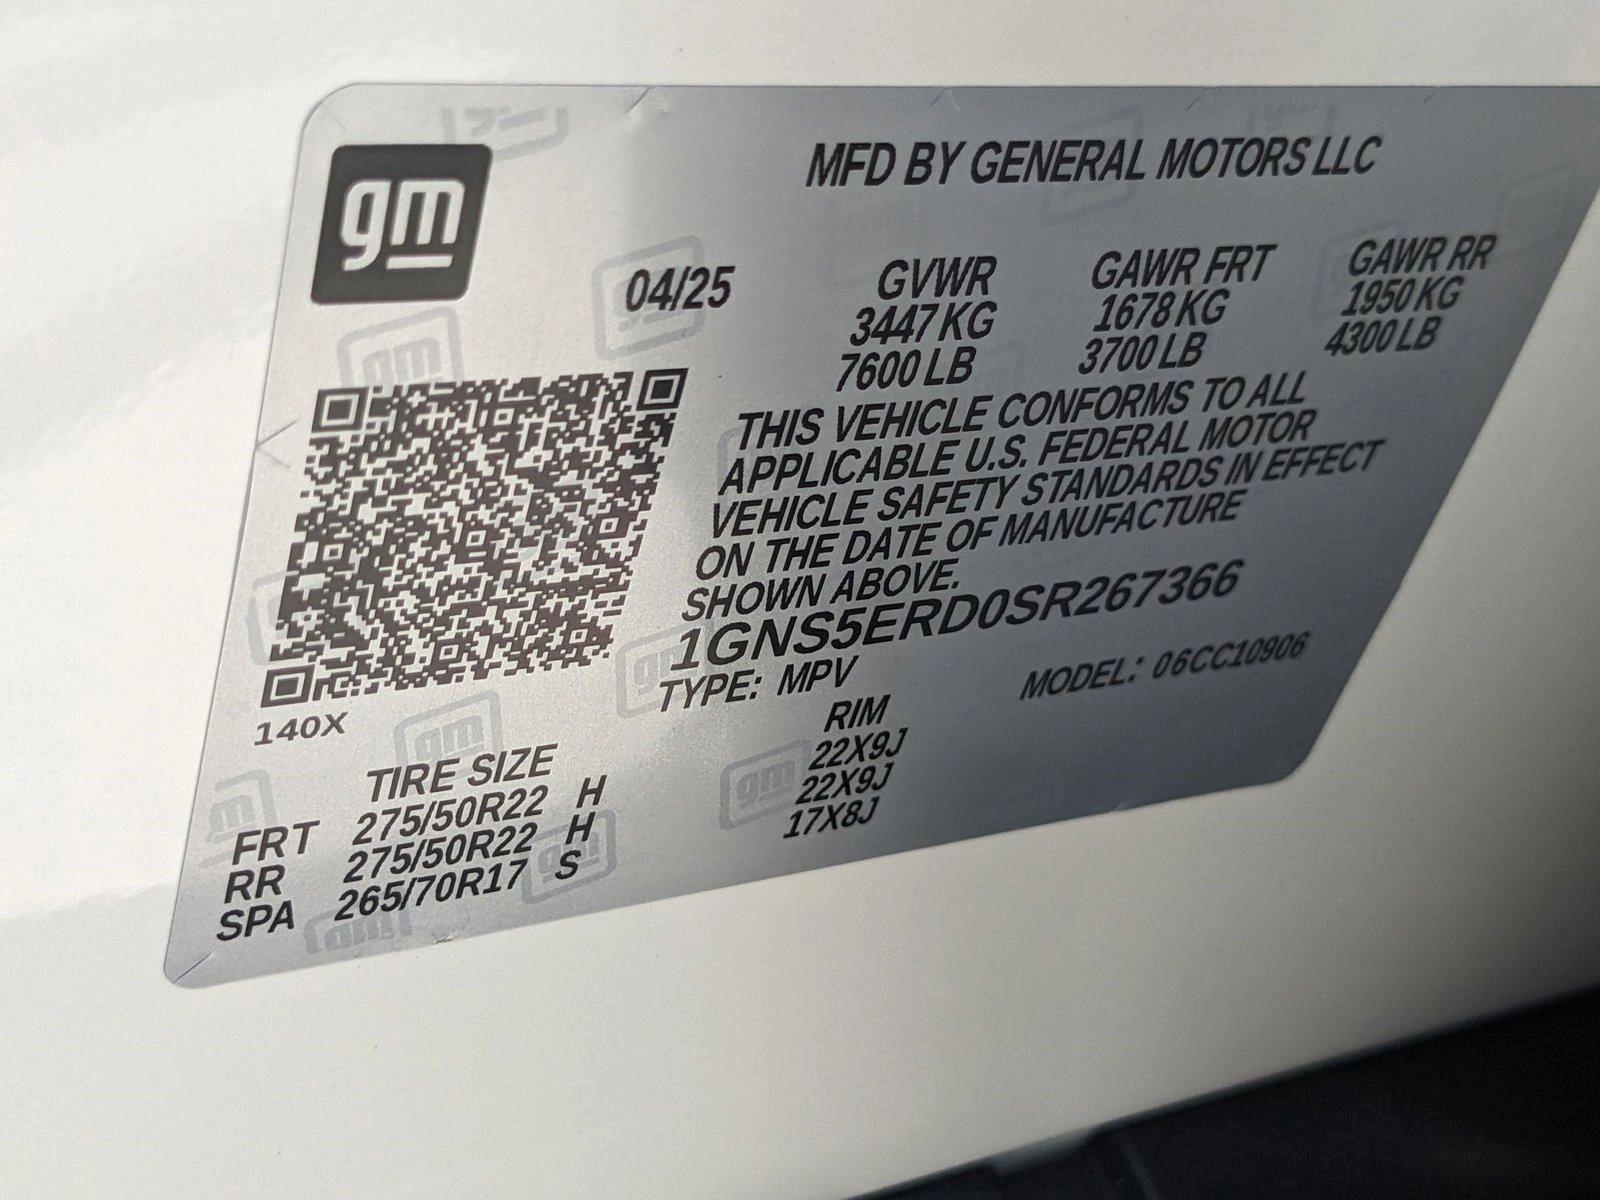 gm
MFD BY GENERAL MOTORS LLC
04/25
GVWR GAWR FRT GAWR RR
3447 KG 1678 KG 1950 KG
7600 LB 3700 LB 4300 LB
THIS VEHICLE CONFORMS TO ALL
APPLICABLE U.S. FEDERAL MOTOR
VEHICLE SAFETY STANDARDS IN EFFECT
ON THE DATE OF MANUFACTURE
SHOWN ABOVE.
1GNS5ERD0SR267366
TYPE: MPV MODEL: 06CC10906
140X
TIRE SIZE RIM
FRT 275/50R22 H 22X9J
RR 275/50R22 H 22X9J
SPA 265/70R17 S 17X8J